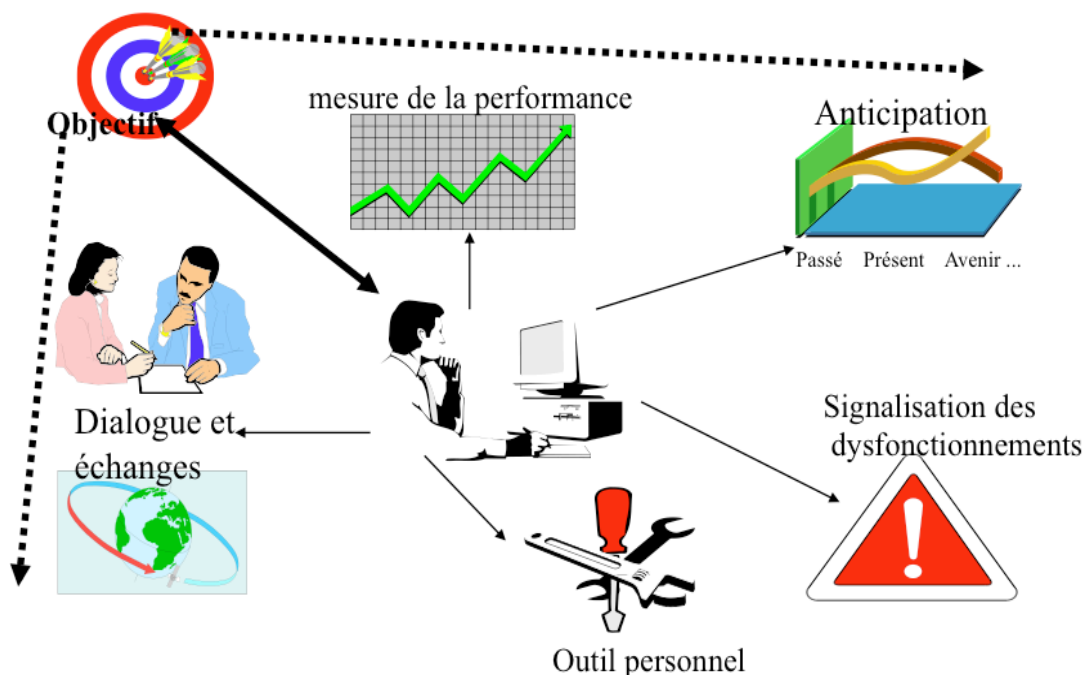 mesure de la performance
Anticipation
Objectif
Passé Présent Avenir ...
Dialogue et
échanges
Signalisation des
dysfonctionnements
Outil personnel